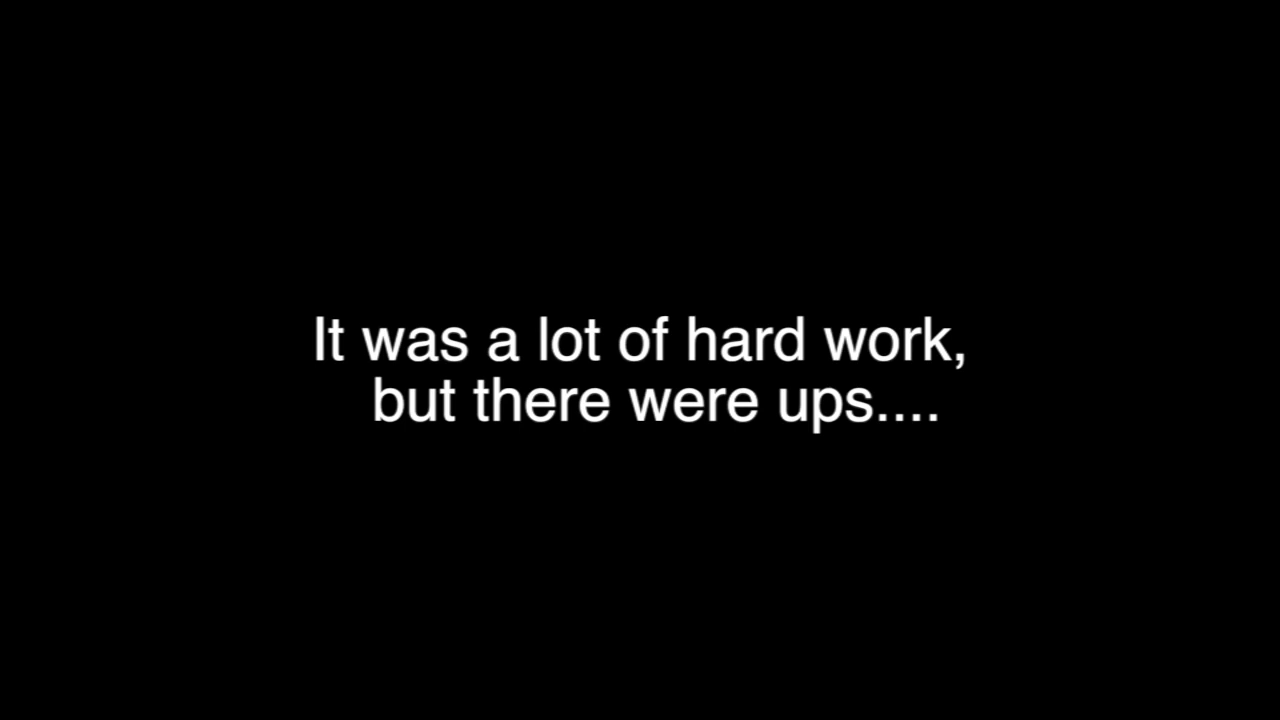 It was a lot of hard work,
but there were ups....